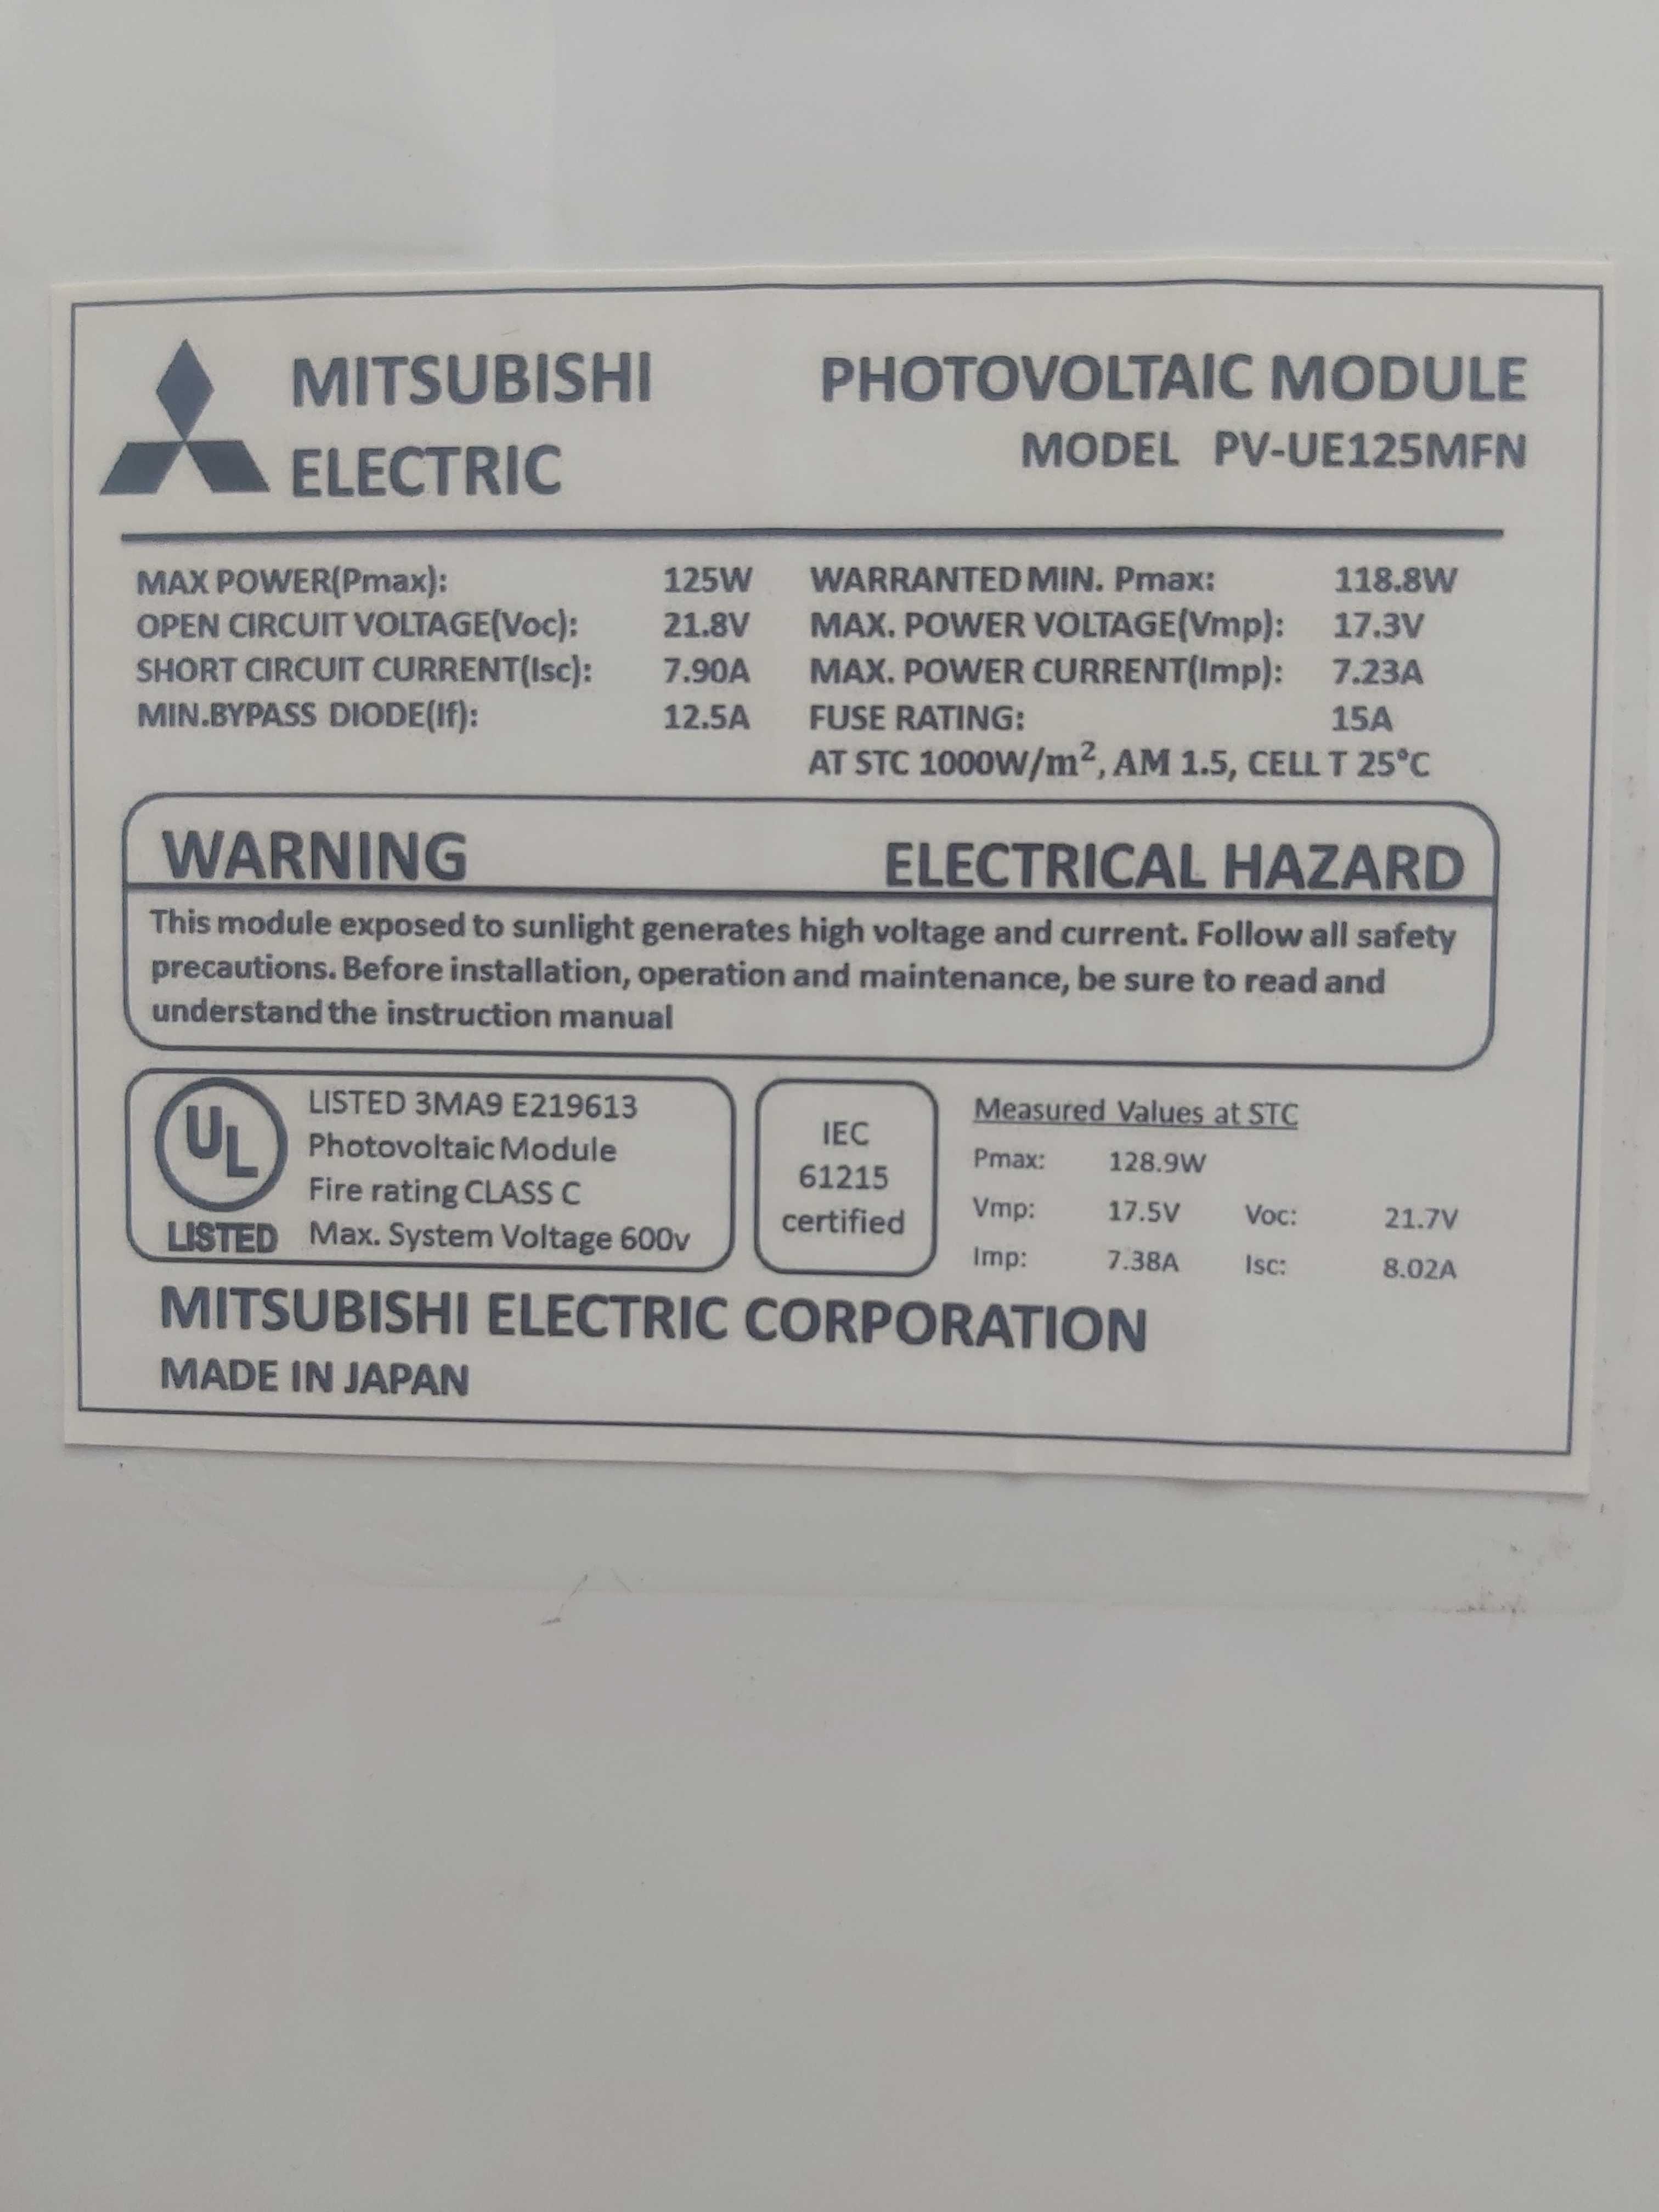 MITSUBISHI
ELECTRIC
PHOTOVOLTAIC MODULE
MODEL PV-UE125MFN
MAX POWER(Pmax): 125W WARRANTED MIN. Pmax: 118.8W
OPEN CIRCUIT VOLTAGE(Voc): 21.8V MAX. POWER VOLTAGE(Vmp): 17.3V
SHORT CIRCUIT CURRENT(Isc): 7.90A MAX. POWER CURRENT(Imp): 7.23A
MIN.BYPASS DIODE(If): 12.5A FUSE RATING: 15A
AT STC 1000W/m², AM 1.5, CELL T 25°C
WARNING ELECTRICAL HAZARD
This module exposed to sunlight generates high voltage and current. Follow all safety
precautions. Before installation, operation and maintenance, be sure to read and
understand the instruction manual
UL
LISTED
LISTED 3MA9 E219613
Photovoltaic Module
Fire rating CLASS C
Max. System Voltage 600v
IEC
61215
certified
Measured Values at STC
Pmax: 128.9W
Vmp: 17.5V Voc: 21.7V
Imp: 7.38A Isc: 8.02A
MITSUBISHI ELECTRIC CORPORATION
MADE IN JAPAN